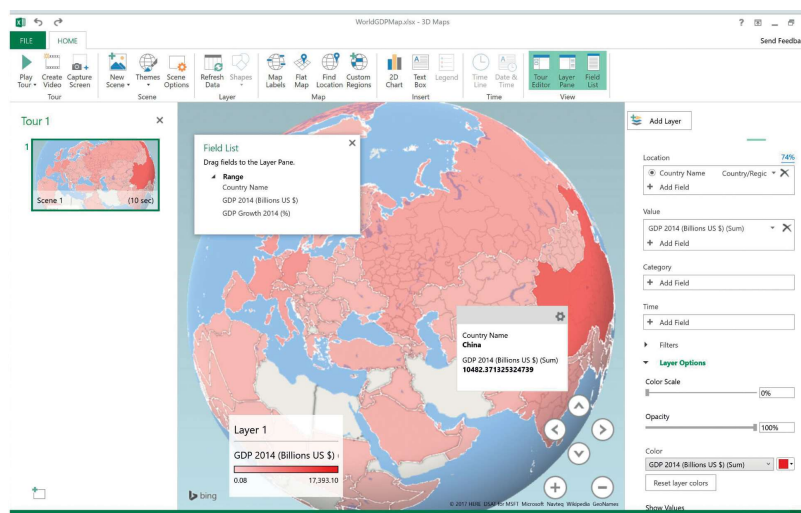 WorldGDPMap.xlsx - 3D Maps
?
FILE HOME
Send Feedba
Play Tour
Create Video
Capture Screen
New Scene
Themes
Scene Options
Refresh Data
Shapes
Map Labels
Flat Map
Find Location
Custom Regions
2D Chart
Text Box
Legend
Time Line
Date & Time
Tour Editor
Layer Pane
Field List
Tour
Scene
Layer
Map
Insert
Time
View
Tour 1
1
Scene 1 (10 sec)
Field List
Drag fields to the Layer Pane.
Range
Country Name
GDP 2014 (Billions US $)
GDP Growth 2014 (%)
Country Name
China
GDP 2014 (Billions US $) (Sum)
10482.371325324739
Layer 1
GDP 2014 (Billions US $) (
0.08 17,393.10
bing
© 2017 HERE DSAT for MSFT Microsoft Navteq Wikipedia GeoNames
Add Layer
Location 74%
Country Name Country/Regic
+ Add Field
Value
GDP 2014 (Billions US $) (Sum)
+ Add Field
Category
+ Add Field
Time
+ Add Field
Filters
Layer Options
Color Scale
0%
Opacity
100%
Color
GDP 2014 (Billions US $) (Sum)
Reset layer colors
Show Values